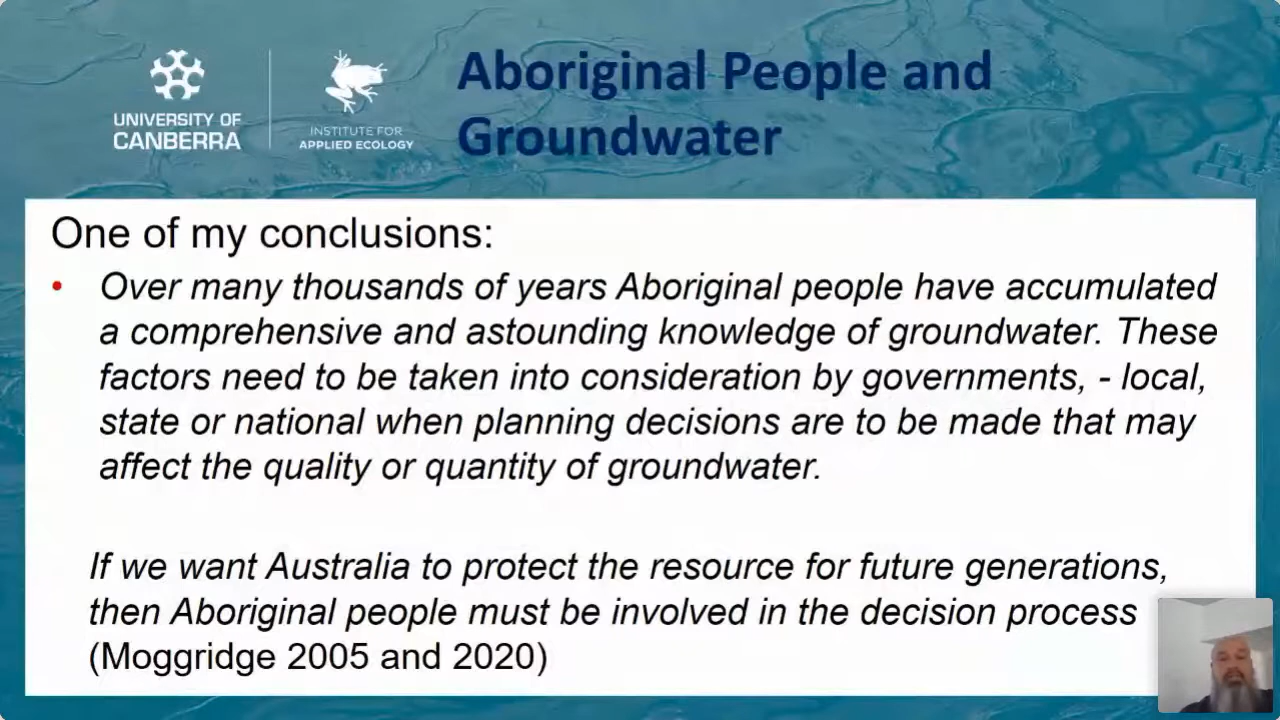 UNIVERSITY OF
CANBERRA
INSTITUTE FOR
APPLIED ECOLOGY
Aboriginal People and
Groundwater
One of my conclusions:
• Over many thousands of years Aboriginal people have accumulated
a comprehensive and astounding knowledge of groundwater. These
factors need to be taken into consideration by governments, - local,
state or national when planning decisions are to be made that may
affect the quality or quantity of groundwater.
If we want Australia to protect the resource for future generations,
then Aboriginal people must be involved in the decision process
(Moggridge 2005 and 2020)